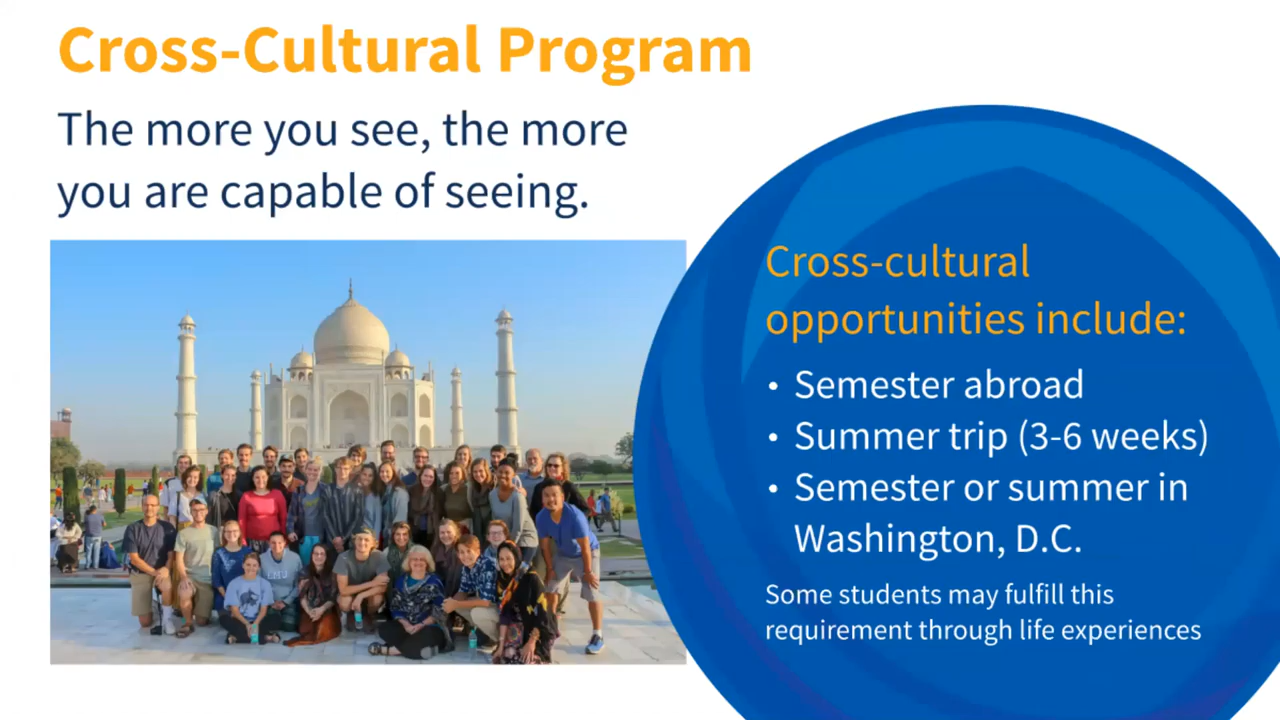 Cross-Cultural Program
The more you see, the more
you are capable of seeing.
Cross-cultural
opportunities include:
• Semester abroad
• Summer trip (3-6 weeks)
• Semester or summer in
Washington, D.C.
Some students may fulfill this
requirement through life experiences